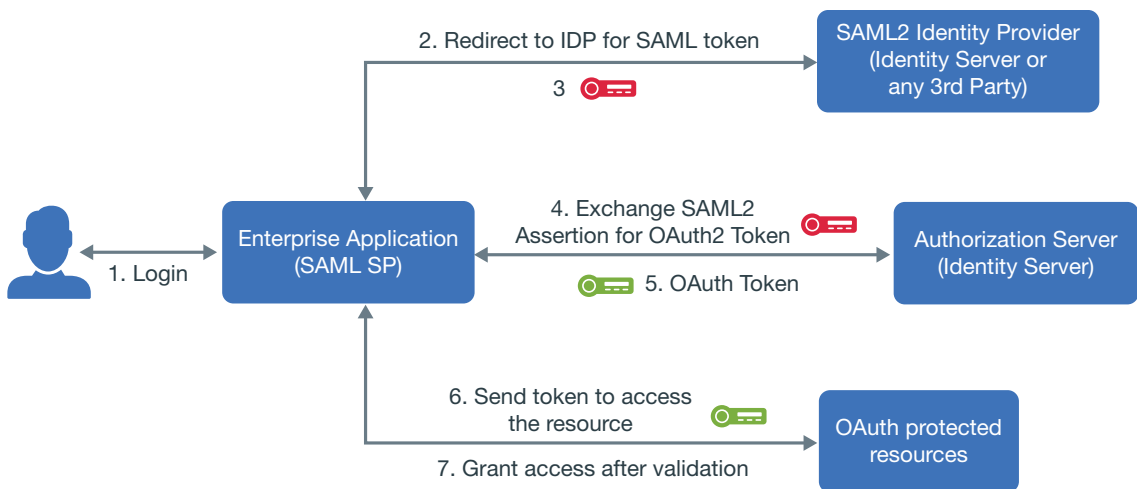 2. Redirect to IDP for SAML token
3
SAML2 Identity Provider
(Identity Server or
any 3rd Party)
1. Login
Enterprise Application
(SAML SP)
4. Exchange SAML2
Assertion for OAuth2 Token
5. OAuth Token
Authorization Server
(Identity Server)
6. Send token to access
the resource
7. Grant access after validation
OAuth protected
resources